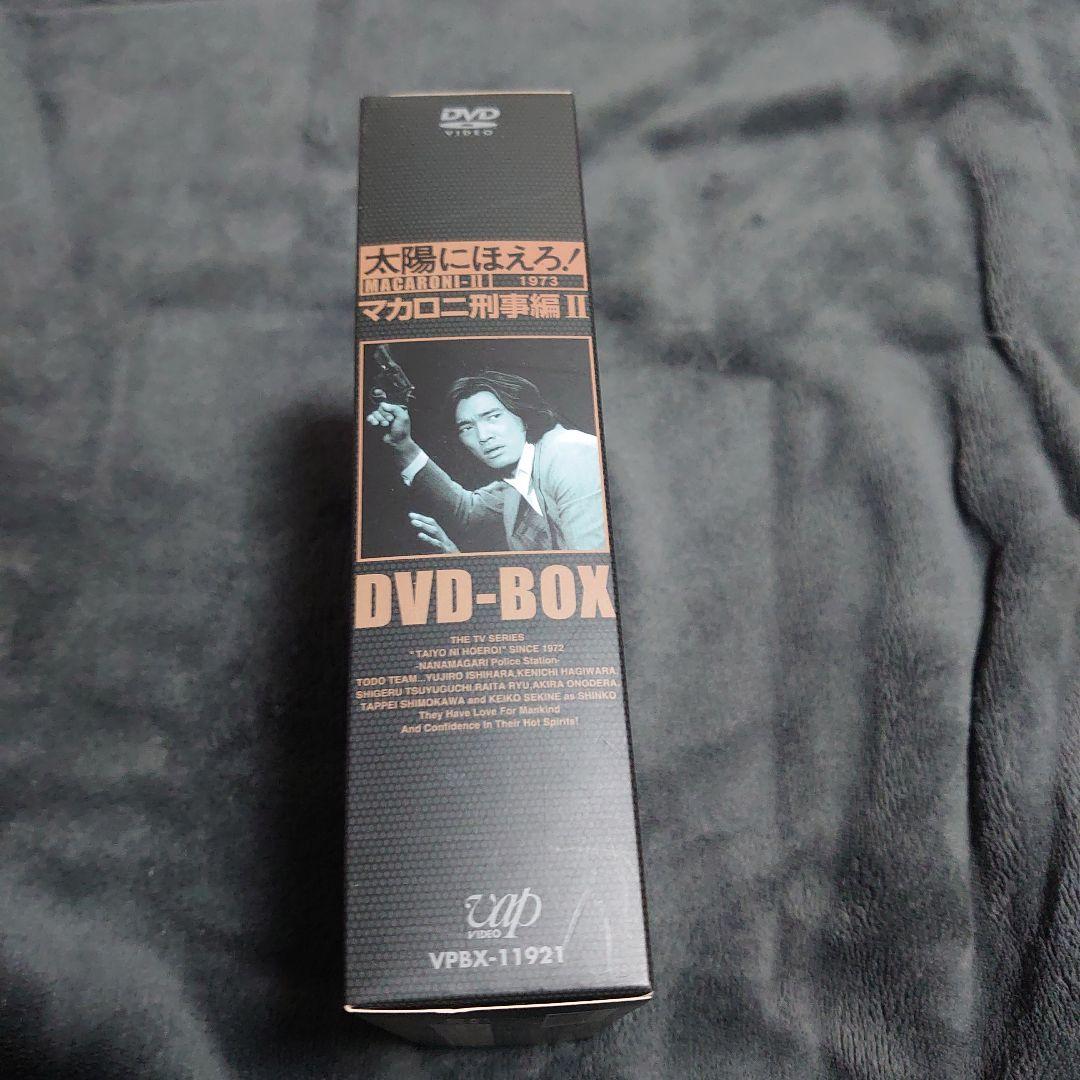 DVD
VIDEO
太陽にほえろ!
MACARONI-II 1973
マカロニ刑事編 II
DVD-BOX
THE TV SERIES
"TAIYO NI HOERO!" SINCE 1972
-NANAMAGARI Police Station-
TODO TEAM...YUJIRO ISHIHARA,KENICHI HAGIWARA,
SHIGERU TSUYUGUCHI,RAITA RYU,AKIRA ONODERA,
TAPPEI SHIMOKAWA and KEIKO SEKINE as SHINKO
They Have Love For Mankind
And Confidence In Their Hot Spirits!
vap
VIDEO
VPBX-11921